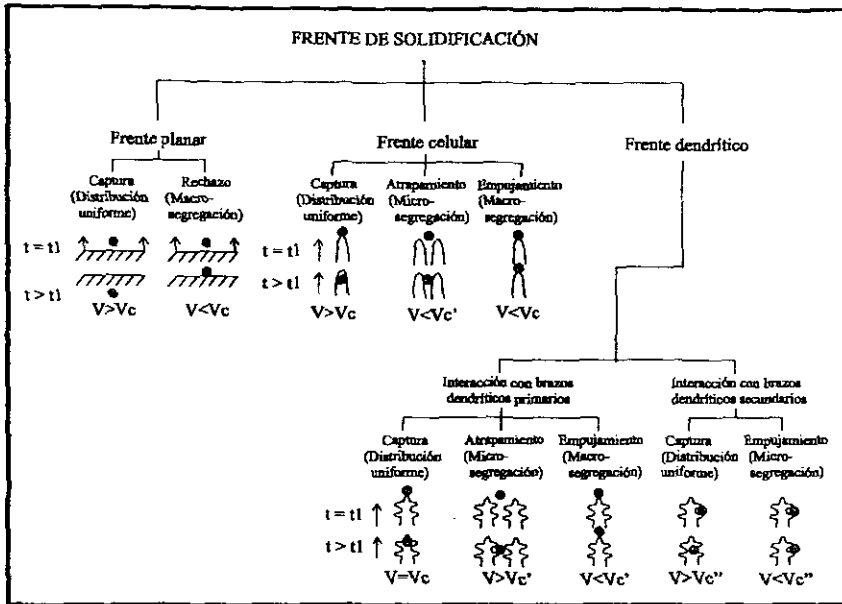 FRENTE DE SOLIDIFICACIÓN
Frente planar
Frente celular
Frente dendrítico
Captura
(Distribución
uniforme)
Rechazo
(Macro-
segregación)
Captura
(Distribución
uniforme)
Atrapamiento
(Micro-
segregación)
Empujamiento
(Macro-
segregación)
t = t1
t > t1
t = t1
t > t1
V>Vc
V<Vc
V>Vc
V<Vc'
V<Vc
Interacción con brazos
dendríticos primarios
Interacción con brazos
dendríticos secundarios
Captura
(Distribución
uniforme)
Atrapamiento
(Micro-
segregación)
Empujamiento
(Macro-
segregación)
Captura
(Distribución
uniforme)
Empujamiento
(Micro-
segregación)
t = t1
t > t1
V=Vc
V>Vc'
V<Vc'
V>Vc"
V<Vc"